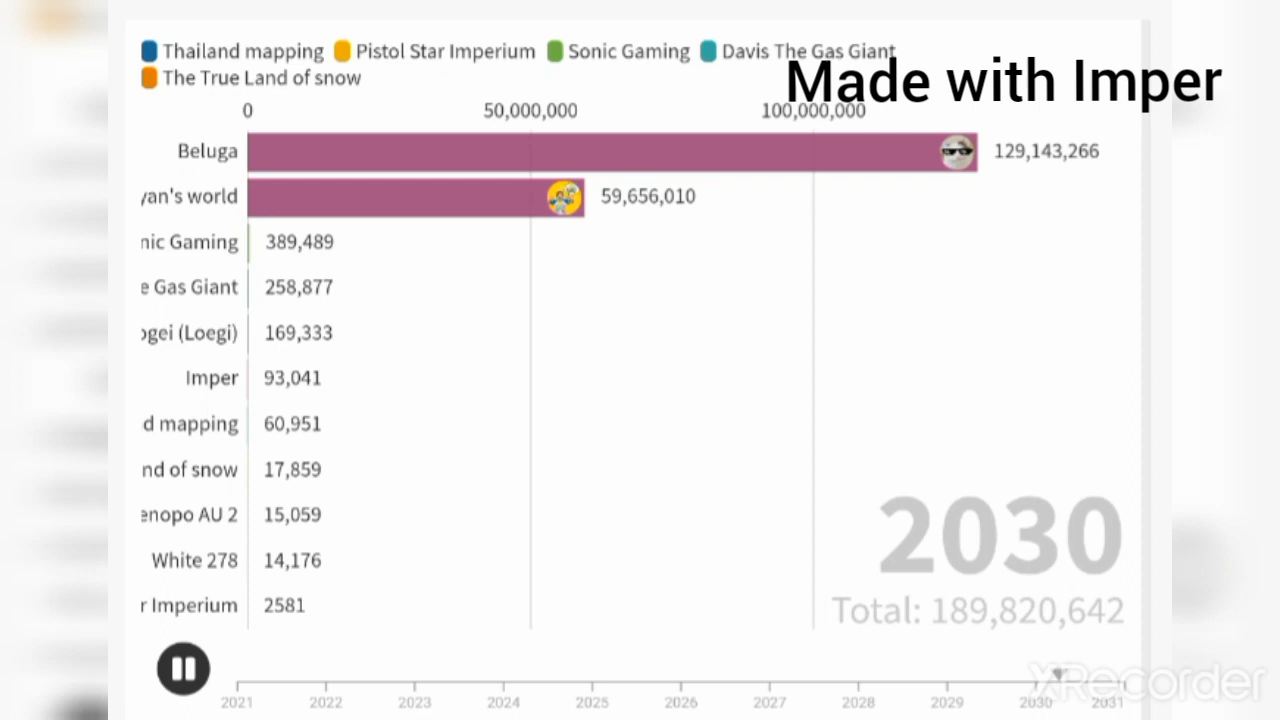 Thailand mapping Pistol Star Imperium Sonic Gaming Davis The Gas Giant
The True Land of snow
Made with Imper
0 50,000,000 100,000,000
Beluga 129,143,266
yan's world 59,656,010
nic Gaming 389,489
e Gas Giant 258,877
ogei (Loegi) 169,333
Imper 93,041
d mapping 60,951
nd of snow 17,859
enopo AU 2 15,059
White 278 14,176
r Imperium 2581
2030
Total: 189,820,642
2021 2022 2023 2024 2025 2026 2027 2028 2029 2030 2031
XRecorder